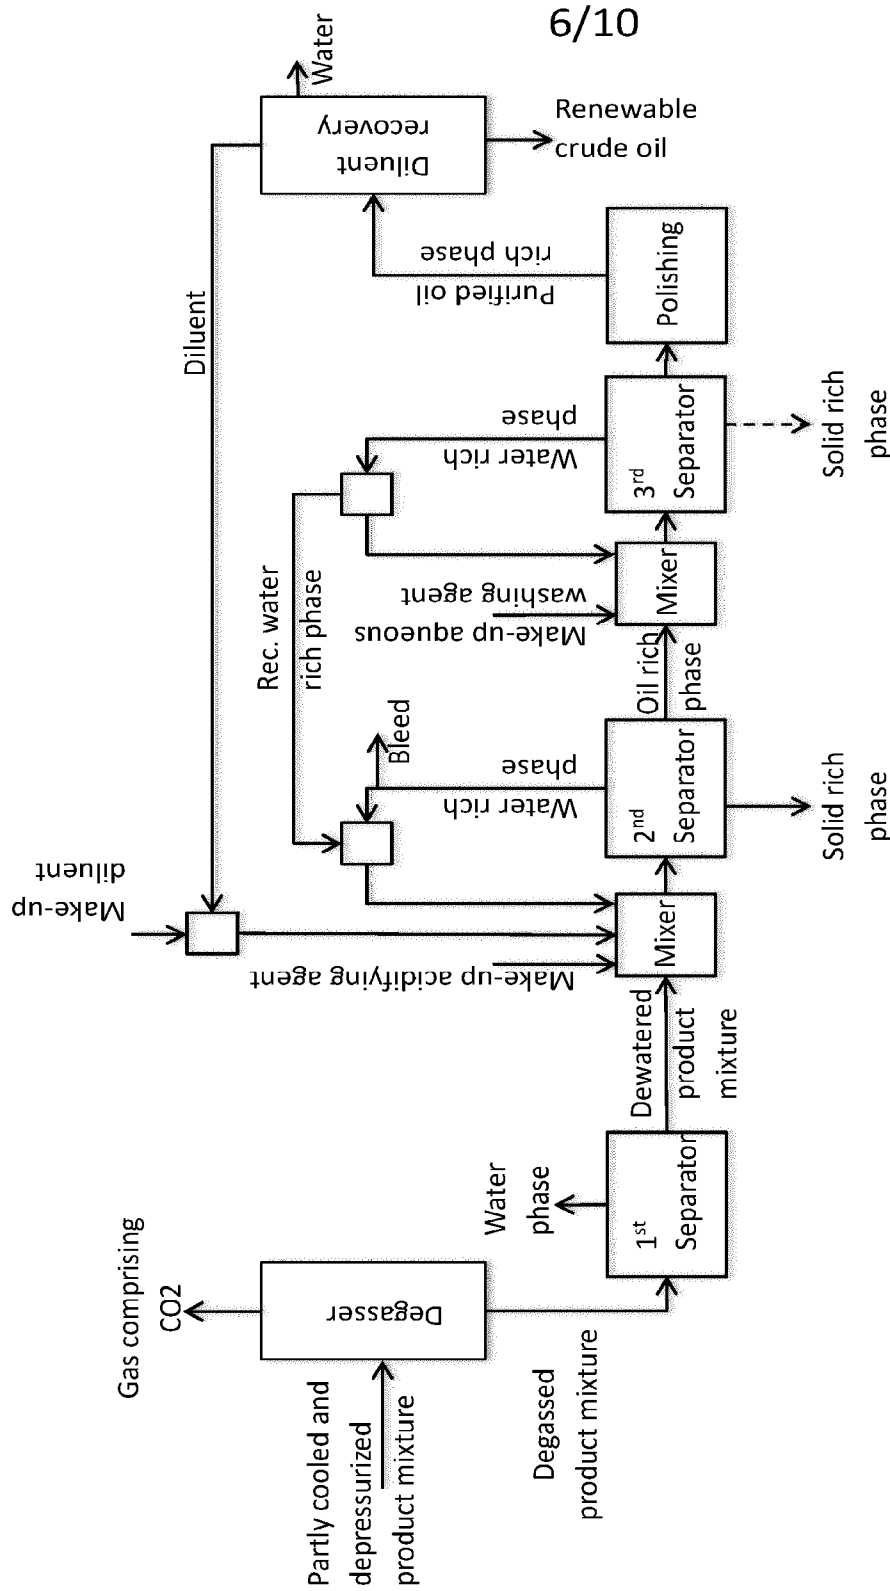 6/10
Partly cooled and
depressurized
product mixture
Gas comprising
CO2
Degasser
Degassed
product mixture
Water
phase
1st
Separator
Dewatered
product
mixture
Make-up acidifying agent
Make-up
diluent
Mixer
2nd
Separator
Solid rich
phase
Water rich
phase
Bleed
Rec. water
rich phase
Oil rich
phase
Make-up aqueous
washing agent
Mixer
3rd
Separator
Solid rich
phase
Water rich
phase
Polishing
Purified oil
rich phase
Diluent
Diluent
recovery
Water
Renewable
crude oil